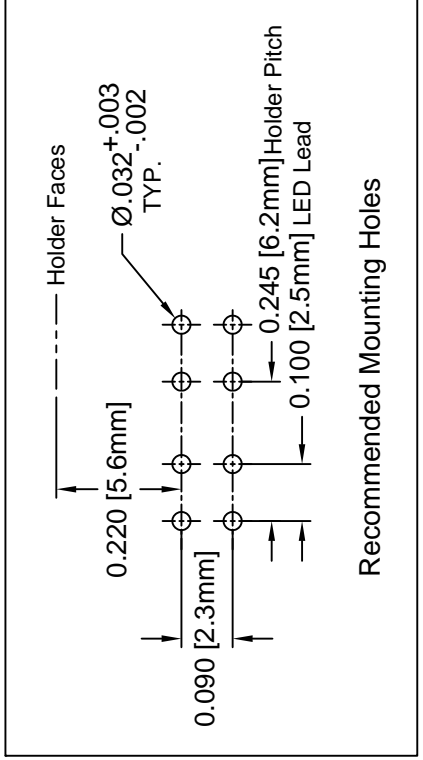 Holder Faces
Ø.032+.003
-.002
TYP.
0.220 [5.6mm]
0.090 [2.3mm]
0.245 [6.2mm] Holder Pitch
0.100 [2.5mm] LED Lead
Recommended Mounting Holes